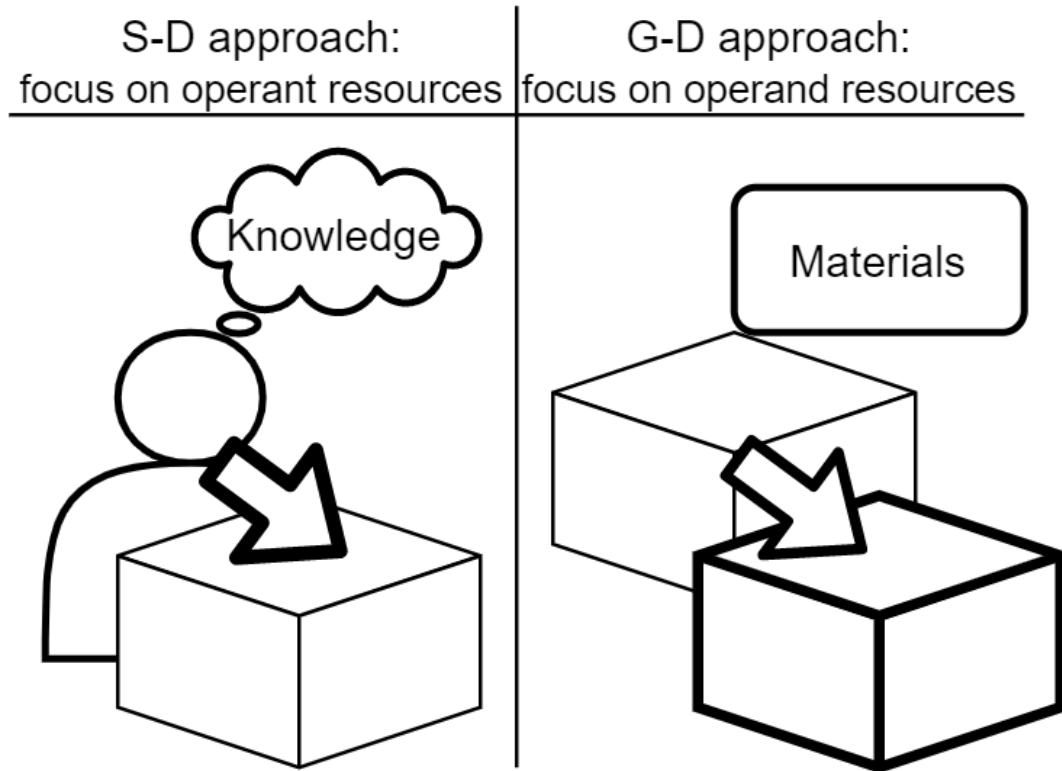 S-D approach:
focus on operant resources
G-D approach:
focus on operand resources
Knowledge
Materials